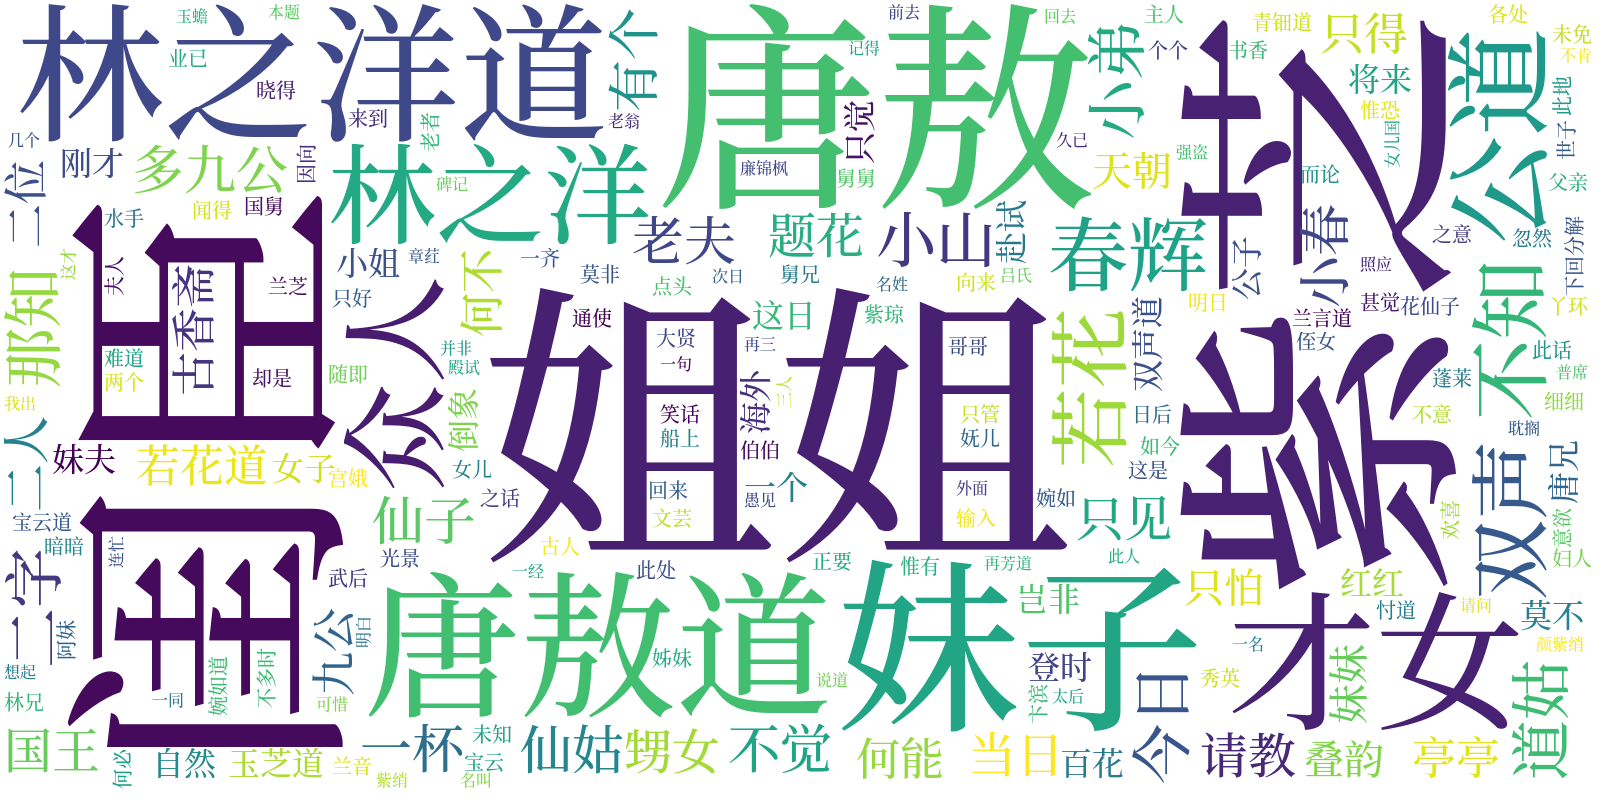 林之洋道
唐敖
姐姐
国王
紫芝
众人
唐敖道
妹子
才女
林之洋
多九公
公道
春辉
若花
小山
老夫
题花
小春
小弟
只得
将来
天朝
不知
那知
何不
二位
有个
刚才
因向
国舅
闻得
水手
夫人
古香斋
兰芝
却是
难道
两个
随即
小姐
章荭
只好
一齐
莫非
点头
次日
舅兄
这日
紫琼
向来
吕氏
名姓
赴试
公子
明日
之意
忽然
照应
甚觉
花仙子
兰言道
侄女
双声道
此话
蓬莱
普席
细细
不意
耽搁
丫环
下回分解
父亲
世子
此地
而论
女儿国
强盗
惟恐
未免
不肯
各处
青钿道
书香
主人
个个
回去
前去
记得
久已
只觉
舅舅
廉锦枫
碑记
老者
老翁
来到
晓得
业已
玉蟾
本题
几个
这才
我出
二人
妹夫
若花道
女子
宫娥
倒象
并非
殿试
通使
大贤
一句
笑话
船上
回来
文芸
再三
海外
三人
伯伯
一个
愚见
哥哥
只管
妩儿
外面
输入
日后
如今
这是
婉如
只见
女儿
之话
仙子
古人
光景
正要
此处
一经
惟有
再芳道
此人
岂非
只怕
红红
双声
唐兄
欢喜
意欲
妇人
莫不
忖道
请问
颜紫绡
一名
登时
卞滨
太后
今日
秀英
妹妹
道姑
亭亭
叠韵
请教
百花
当日
何能
不觉
甥女
仙姑
一杯
未知
宝云
名叫
紫绡
兰音
玉芝道
自然
何必
国王
林兄
想起
阿妹
二字
暗暗
宝云道
连忙
武后
九公
明白
可惜
不多时
婉如道
一同
姊妹
说道